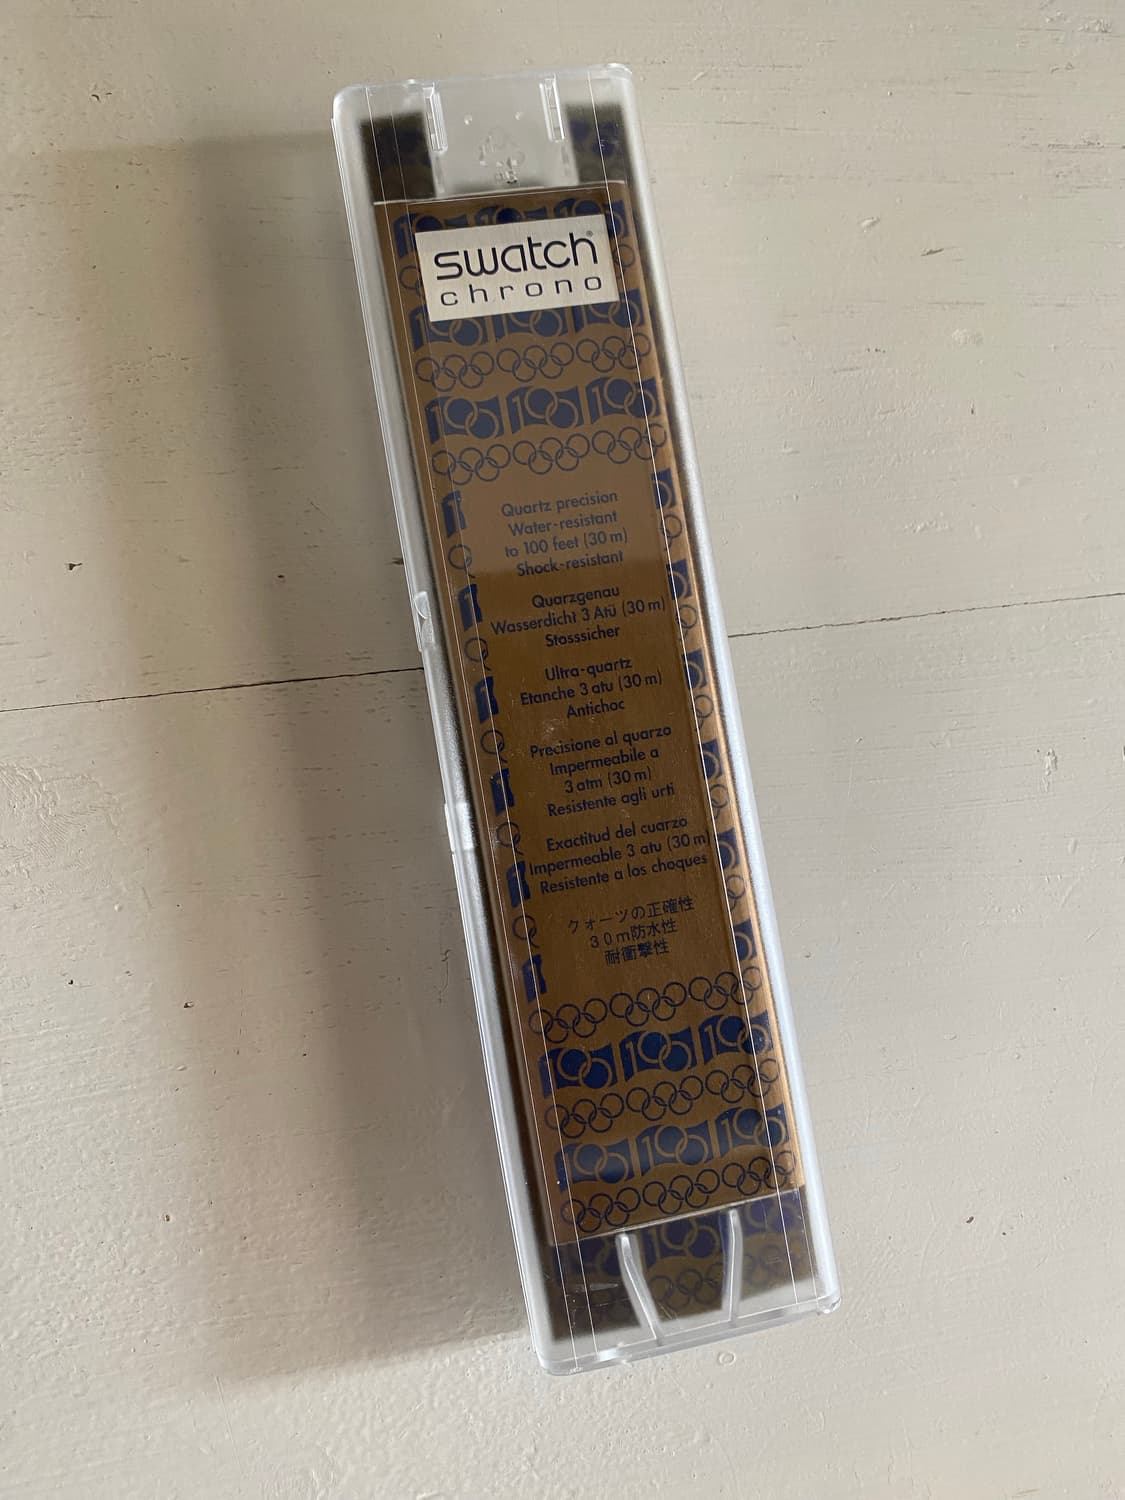 swatch®
chrono
Quartz precision
Water-resistant
to 100 feet (30 m)
Shock-resistant
Quarzgenau
Wasserdicht 3 Atü (30 m)
Stosssicher
Ultra-quartz
Etanche 3 atu (30 m)
Antichoc
Precisione al quarzo
Impermeabile a
3 atm (30 m)
Resistente agli urti
Exactitud del cuarzo
Impermeable 3 atu (30 m)
Resistente a los choques
クォーツの正確性
30m防水性
耐衝撃性